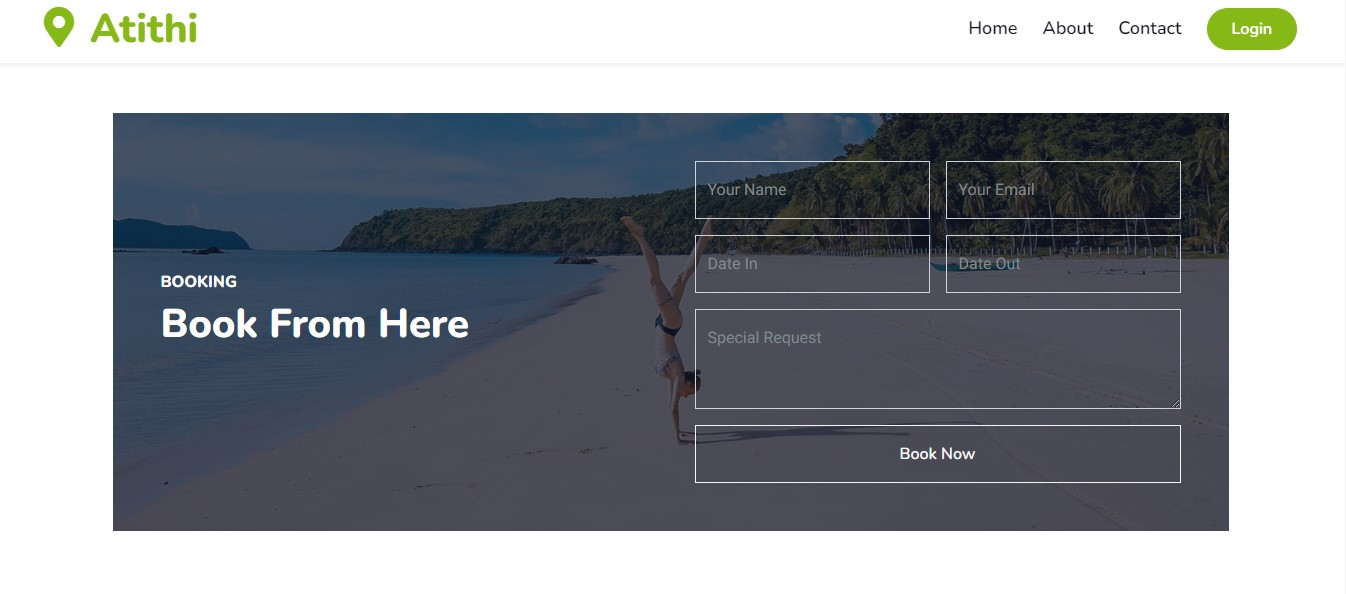 Atithi
Home About Contact Login
BOOKING
Book From Here
Your Name Your Email
Date In Date Out
Special Request
Book Now